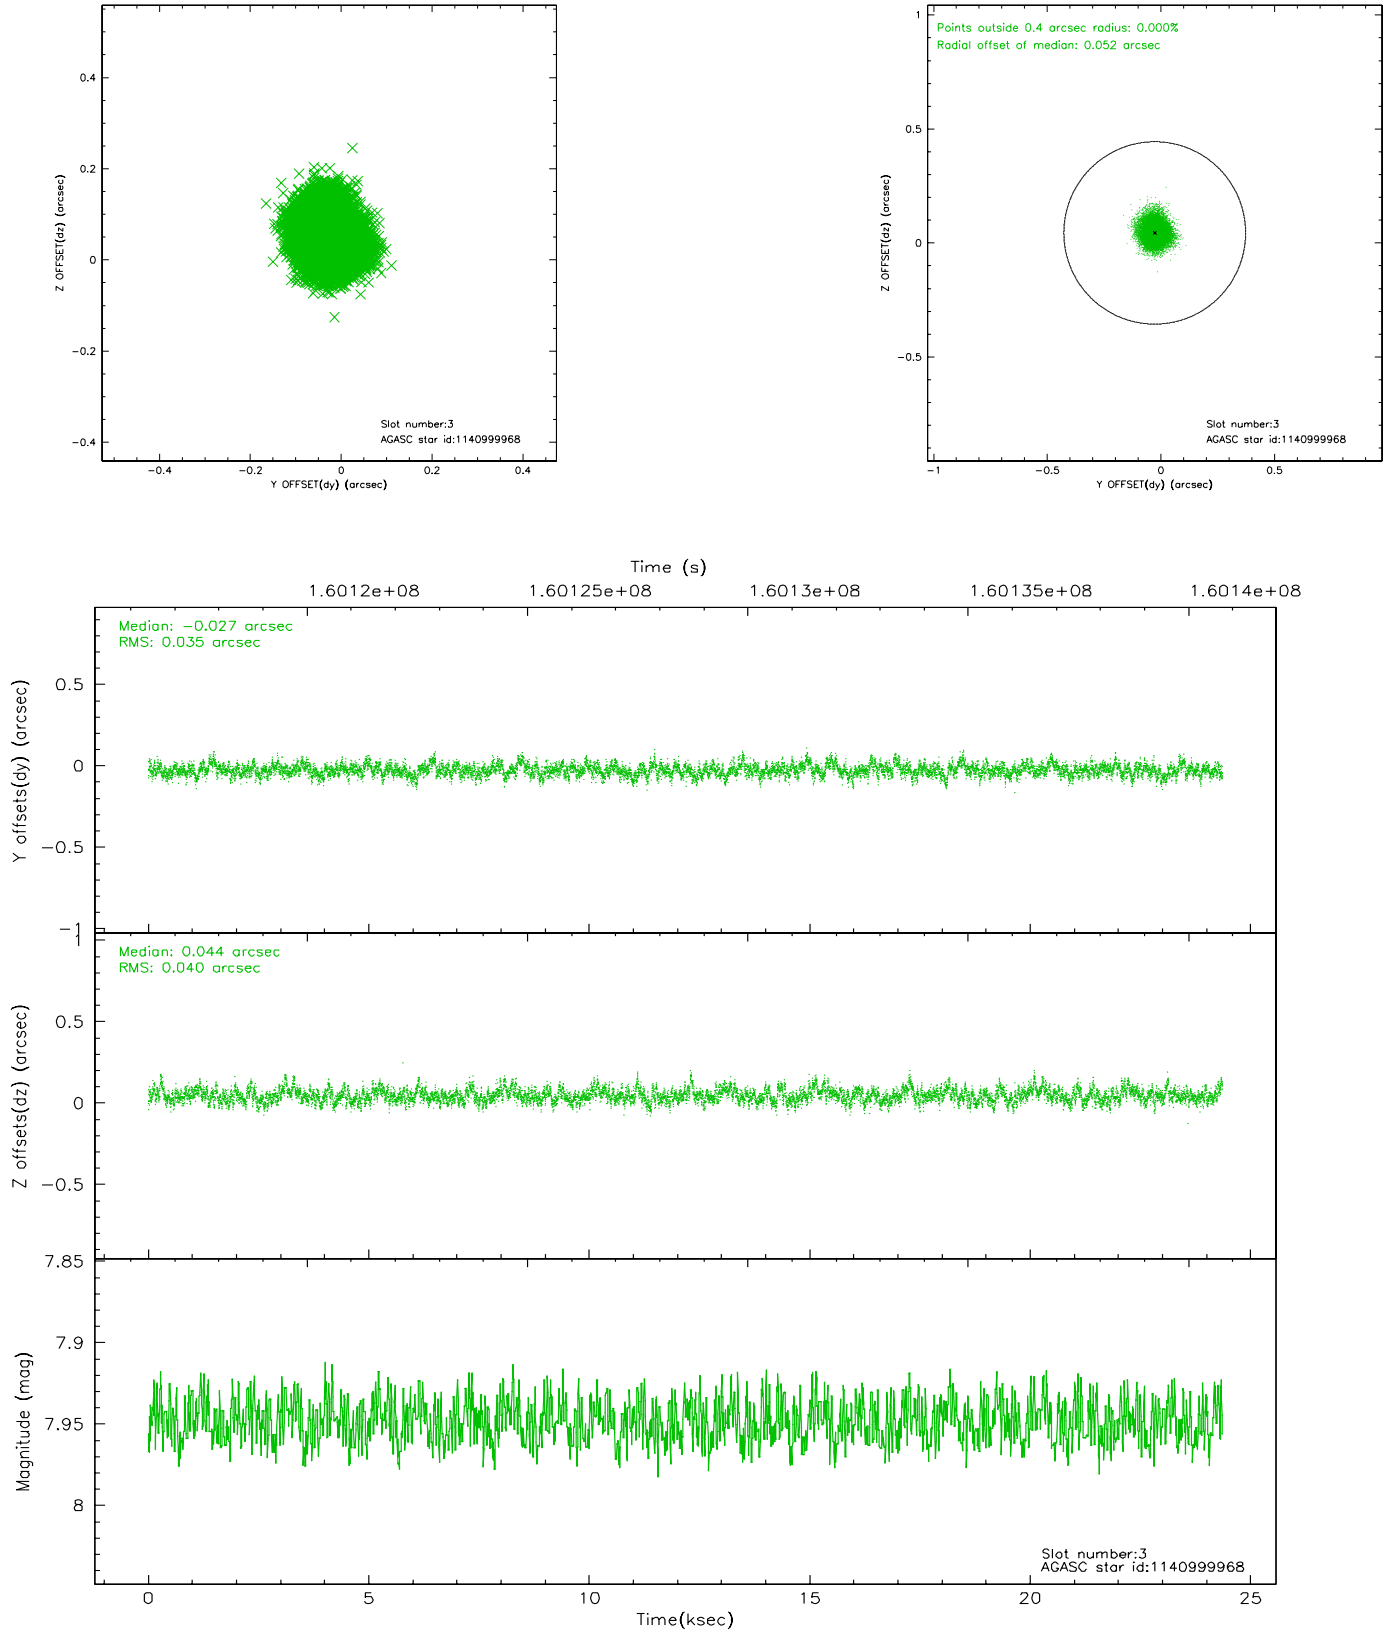 0.4
0.2
0
−0.2
−0.4
Z OFFSET(dz) (arcsec)
Slot number:3
AGASC star id:1140999968
−0.4 −0.2 0 0.2 0.4
Y OFFSET(dy) (arcsec)
Points outside 0.4 arcsec radius: 0.000%
Radial offset of median: 0.052 arcsec
1
0.5
0
−0.5
Z OFFSET(dz) (arcsec)
Slot number:3
AGASC star id:1140999968
−1 −0.5 0 0.5
Y OFFSET(dy) (arcsec)
Time (s)
1.6012e+08 1.60125e+08 1.6013e+08 1.60135e+08 1.6014e+08
Median: −0.027 arcsec
RMS: 0.035 arcsec
0.5
0
−0.5
−1
Y offsets(dy) (arcsec)
Median: 0.044 arcsec
RMS: 0.040 arcsec
1
0.5
0
−0.5
Z offsets(dz) (arcsec)
7.85
7.9
7.95
8
Magnitude (mag)
Slot number:3
AGASC star id:1140999968
0 5 10 15 20 25
Time(ksec)